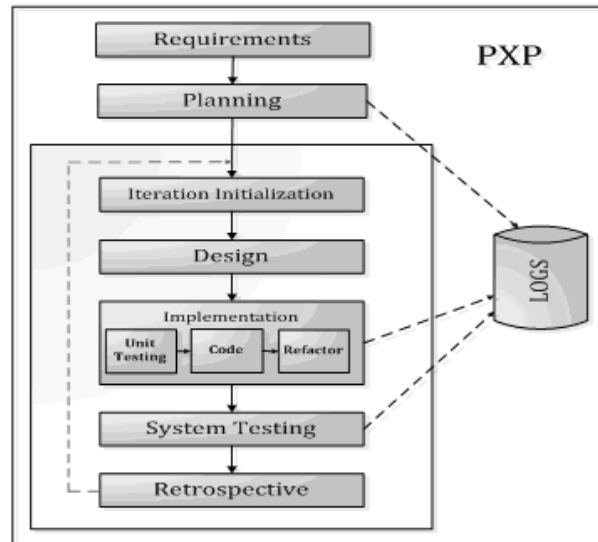 PXP
Requirements
Planning
Iteration Initialization
Design
Implementation
Unit
Testing
Code
Refactor
System Testing
Retrospective
LOGS